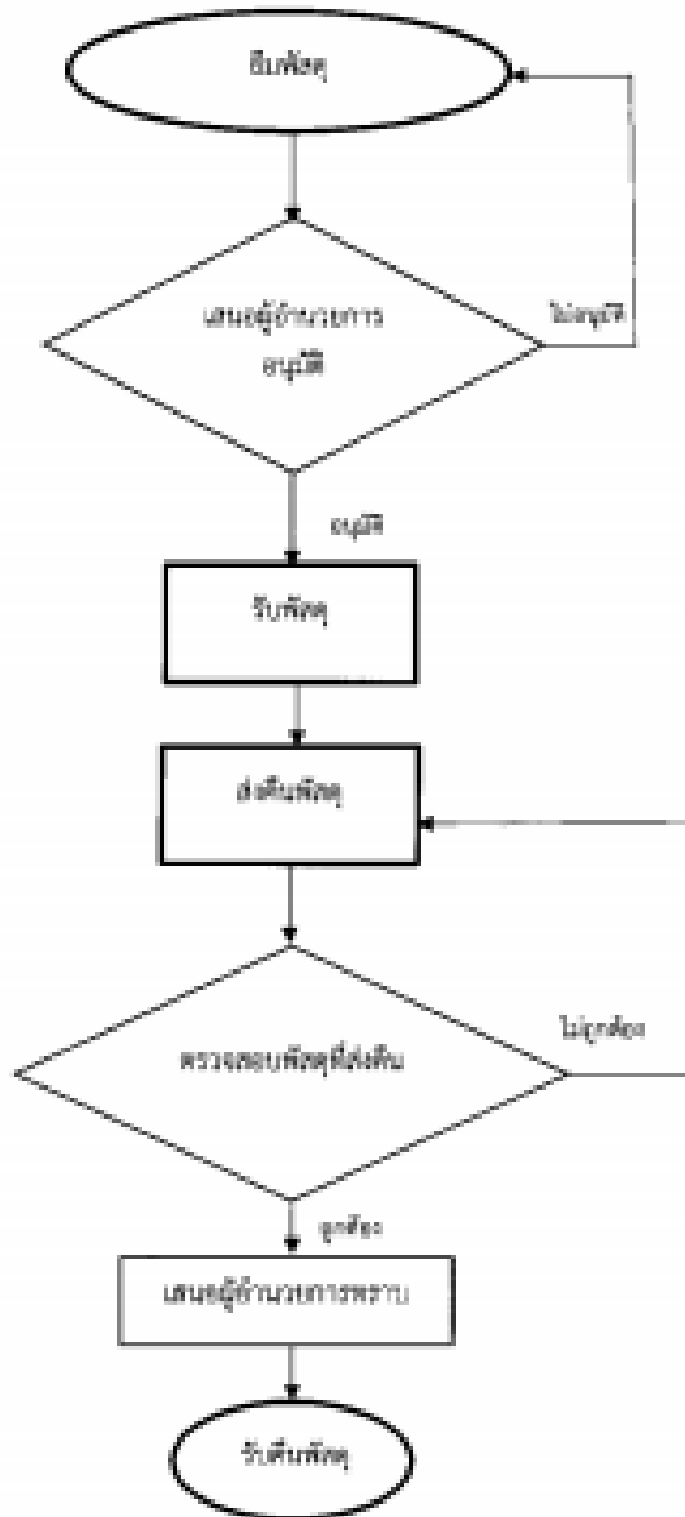 ยืมพัสดุ
เสนอผู้อำนวยการ
อนุมัติ
ไม่อนุมัติ
อนุมัติ
รับพัสดุ
ส่งคืนพัสดุ
ตรวจสอบพัสดุที่ส่งคืน
ไม่ถูกต้อง
ถูกต้อง
เสนอผู้อำนวยการทราบ
รับคืนพัสดุ